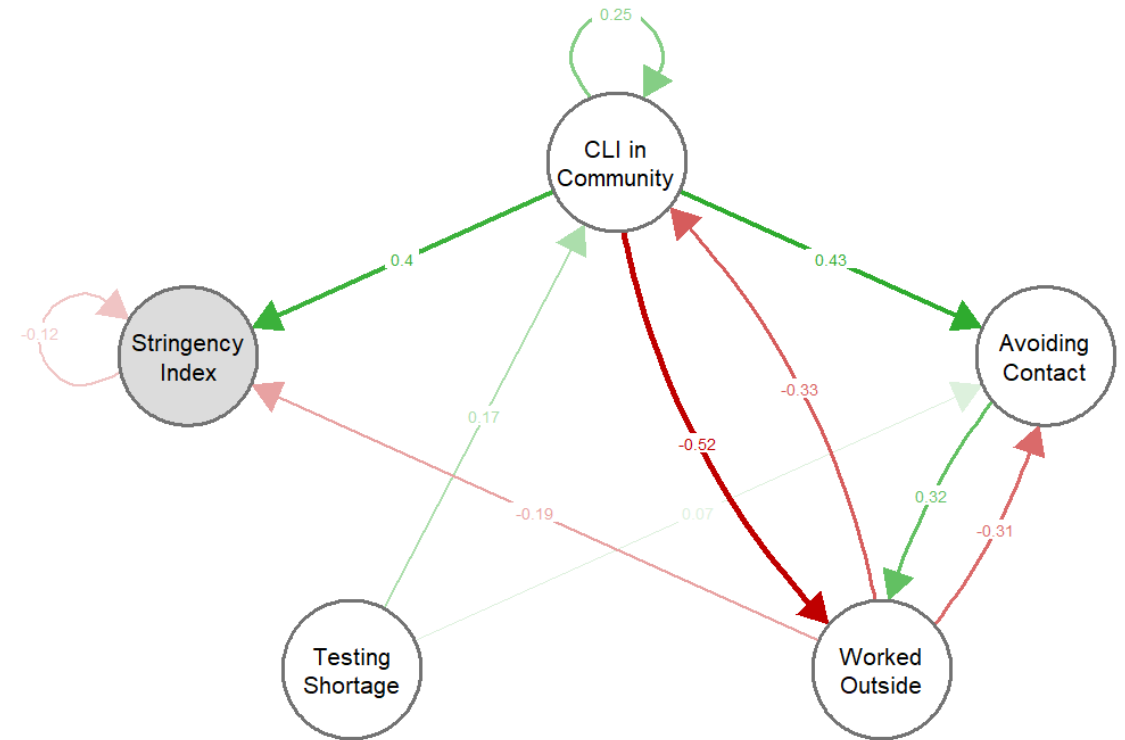 0.25
CLI in
Community
0.4
0.43
-0.12
Stringency
Index
Avoiding
Contact
-0.33
0.17
-0.52
0.32
-0.19
0.07
-0.31
Testing
Shortage
Worked
Outside